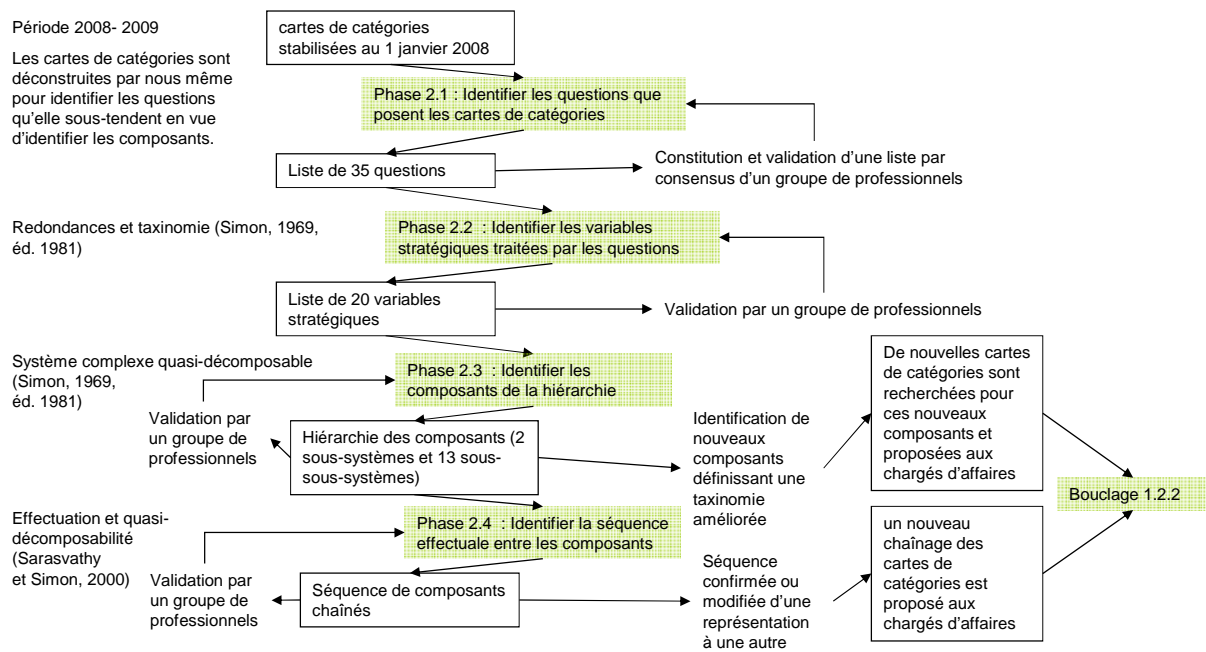 Période 2008- 2009
Les cartes de catégories sont
déconstruites par nous même
pour identifier les questions
qu'elle sous-tendent en vue
d'identifier les composants.
cartes de catégories
stabilisées au 1 janvier 2008
Phase 2.1 : Identifier les questions que
posent les cartes de catégories
Liste de 35 questions
Constitution et validation d'une liste par
consensus d'un groupe de professionnels
Redondances et taxinomie (Simon, 1969,
éd. 1981)
Phase 2.2 : Identifier les variables
stratégiques traitées par les questions
Liste de 20 variables
stratégiques
Validation par un groupe de professionnels
Système complexe quasi-décomposable
(Simon, 1969,
éd. 1981)
Phase 2.3 : Identifier les
composants de la hiérarchie
Validation par
un groupe de
professionnels
Hiérarchie des composants (2
sous-systèmes et 13 sous-
sous-systèmes)
Identification de
nouveaux
composants
définissant une
taxinomie
améliorée
De nouvelles cartes
de catégories sont
recherchées pour
ces nouveaux
composants et
proposées aux
chargés d'affaires
Bouclage 1.2.2
Effectuation et quasi-
décomposabilité
(Sarasvathy
et Simon, 2000)
Phase 2.4 : Identifier la séquence
effectuale entre les composants
Validation par
un groupe de
professionnels
Séquence de composants
chaînés
Séquence
confirmée ou
modifiée d'une
représentation
à une autre
un nouveau
chaînage des
cartes de
catégories est
proposé aux
chargés d'affaires